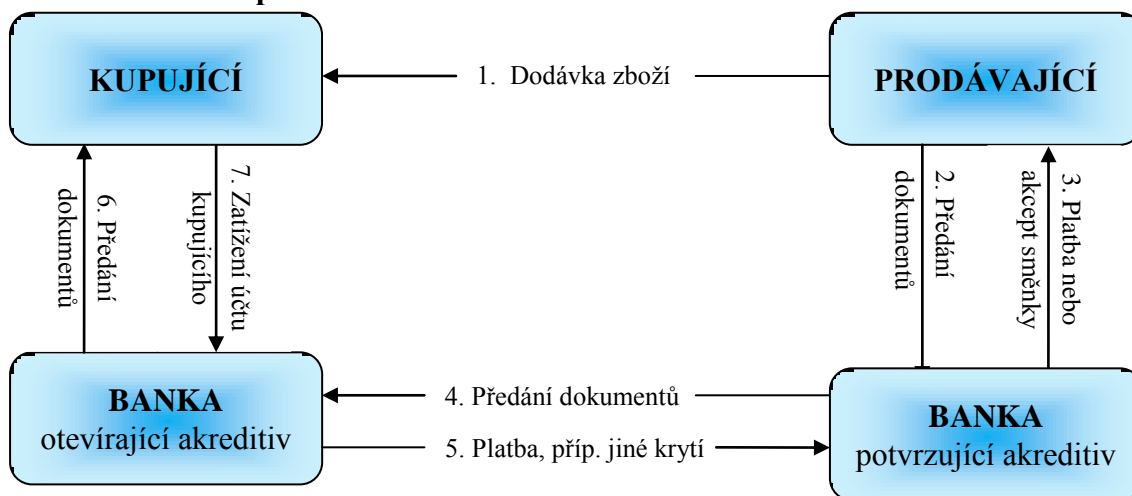 KUPUJÍCÍ
1. Dodávka zboží
PRODÁVAJÍCÍ
6. Předání
dokumentů
7. Zatížení účtu
kupujícího
2. Předání
dokumentů
3. Platba nebo
akcept směnky
BANKA
otevírající akreditiv
4. Předání dokumentů
5. Platba, příp. jiné krytí
BANKA
potvrzující akreditiv